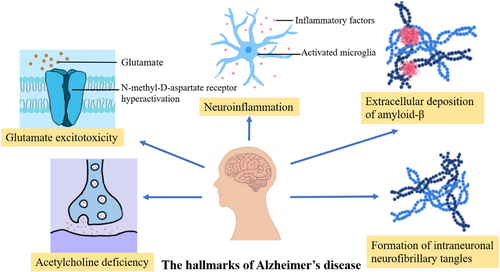 Inflammatory factors
Activated microglia
Neuroinflammation
Glutamate
N-methyl-D-aspartate receptor
hyperactivation
Glutamate excitotoxicity
Extracellular deposition
of amyloid-β
Acetylcholine deficiency
Formation of intraneuronal
neurofibrillary tangles
The hallmarks of Alzheimer's disease